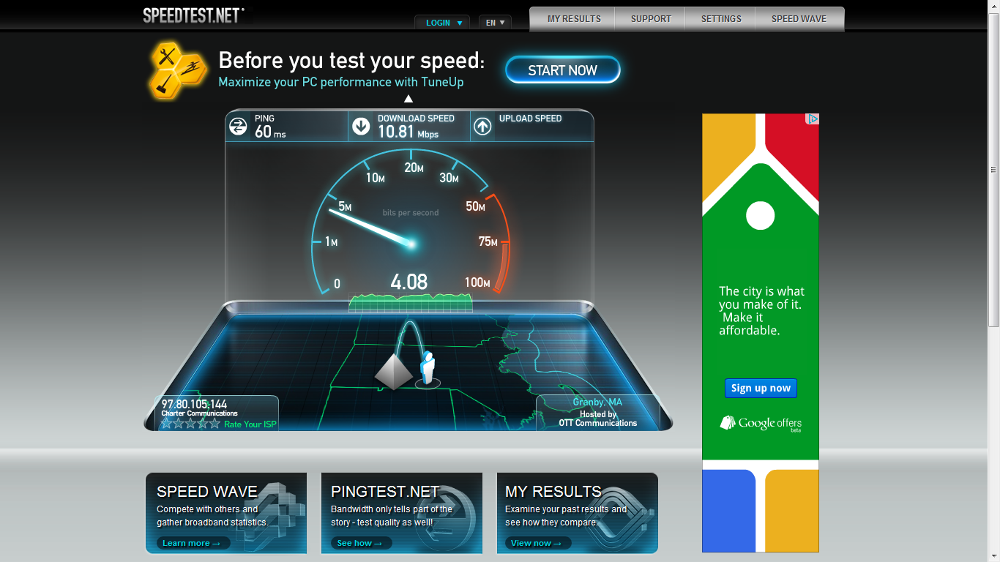 SPEEDTEST.NET
LOGIN ▼
EN ▼
MY RESULTS
SUPPORT
SETTINGS
SPEED WAVE
Before you test your speed:
Maximize your PC performance with TuneUp
START NOW
PING
60 ms
DOWNLOAD SPEED
10.81 Mbps
UPLOAD SPEED
20M
10M
30M
5M
50M
bits per second
1M
75M
0
100M
4.08
97.80.105.144
Charter Communications
Rate Your ISP
Granby, MA
Hosted by
OTT Communications
The city is what
you make of it.
Make it
affordable.
Sign up now
Google offers
beta
SPEED WAVE
Compete with others and
gather broadband statistics.
Learn more →
PINGTEST.NET
Bandwidth only tells part of the
story - test quality as well!
See how →
MY RESULTS
Examine your past results and
see how they compare.
View now →